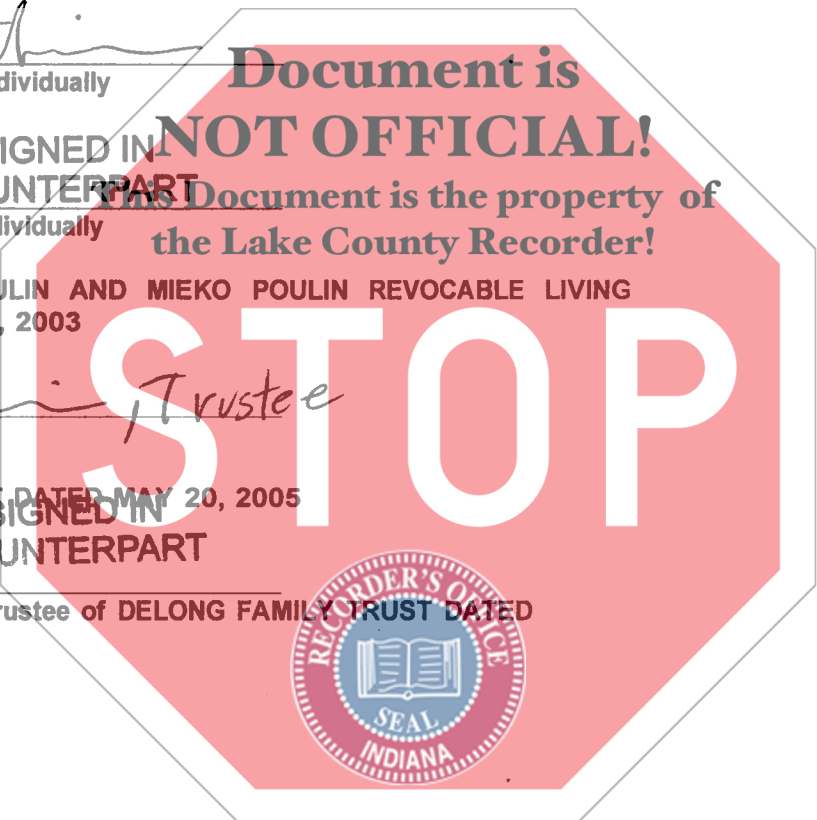 Document is
dividually
NOT OFFICIAL!
IGNED IN
UNTERPART
This Document is the property of
dividually
the Lake County Recorder!
ULIN AND MIEKO POULIN REVOCABLE LIVING
, 2003
STOP
, Trustee
DATED MAY 20, 2005
SIGNED IN
UNTERPART
rustee of DELONG FAMILY TRUST DATED
RECORDER'S OFFICE
SEAL
INDIANA